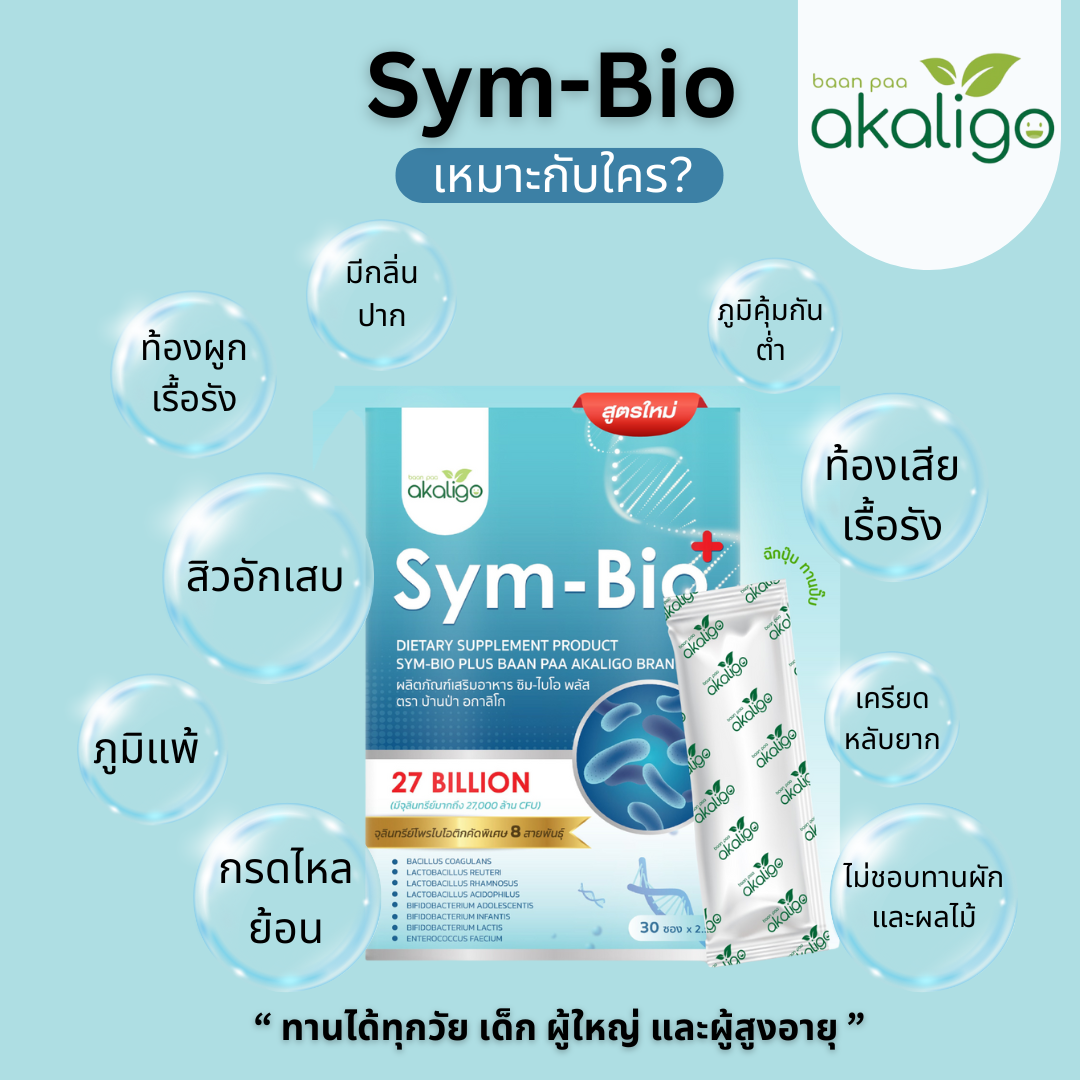 Sym-Bio
เหมาะกับใคร?
baan paa
akaligo
มีกลิ่น
ปาก
ภูมิคุ้มกัน
ต่ำ
ท้องผูก
เรื้อรัง
ท้องเสีย
เรื้อรัง
สิวอักเสบ
ภูมิแพ้
เครียด
หลับยาก
กรดไหล
ย้อน
ไม่ชอบทานผัก
และผลไม้
สูตรใหม่
baan paa
akaligo
Sym-Bio+
DIETARY SUPPLEMENT PRODUCT
SYM-BIO PLUS BAAN PAA AKALIGO BRAN
ผลิตภัณฑ์เสริมอาหาร ซิม-ไบโอ พลัส
ตรา บ้านป่า อกาลิโก
27 BILLION
(มีจุลินทรีย์มากถึง 27,000 ล้าน CFU)
จุลินทรีย์ไพรไบโอติกคัดพิเศษ 8 สายพันธุ์
BACILLUS COAGULANS
LACTOBACILLUS REUTERI
LACTOBACILLUS RHAMNOSUS
LACTOBACILLUS ACIDOPHILUS
BIFIDOBACTERIUM ADOLESCENTIS
BIFIDOBACTERIUM INFANTIS
BIFIDOBACTERIUM LACTIS
ENTEROCOCCUS FAECIUM
30 ซอง x 2
ฉีกปุ๊บ ทานปั๊บ
baan paa
akaligo
“ ทานได้ทุกวัย เด็ก ผู้ใหญ่ และผู้สูงอายุ ”